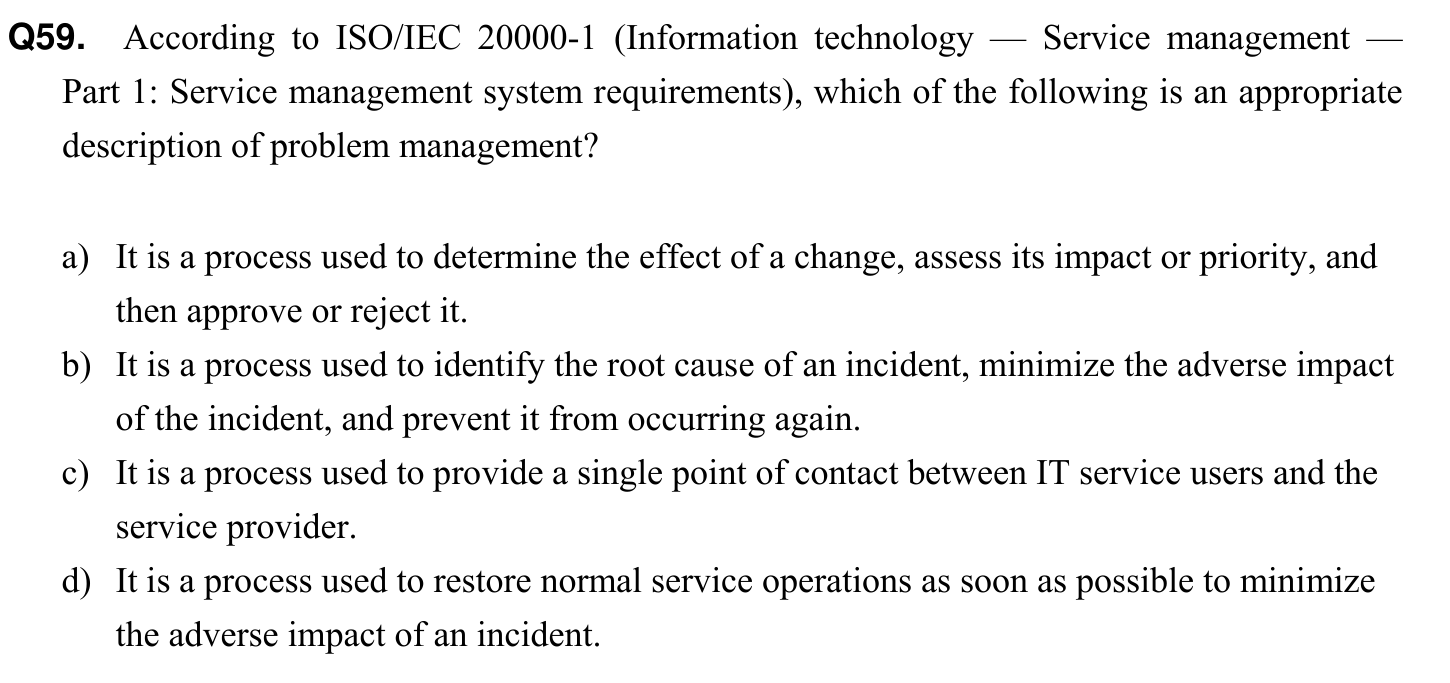 Q59. According to ISO/IEC 20000-1 (Information technology — Service management —
Part 1: Service management system requirements), which of the following is an appropriate
description of problem management?
a) It is a process used to determine the effect of a change, assess its impact or priority, and
then approve or reject it.
b) It is a process used to identify the root cause of an incident, minimize the adverse impact
of the incident, and prevent it from occurring again.
c) It is a process used to provide a single point of contact between IT service users and the
service provider.
d) It is a process used to restore normal service operations as soon as possible to minimize
the adverse impact of an incident.